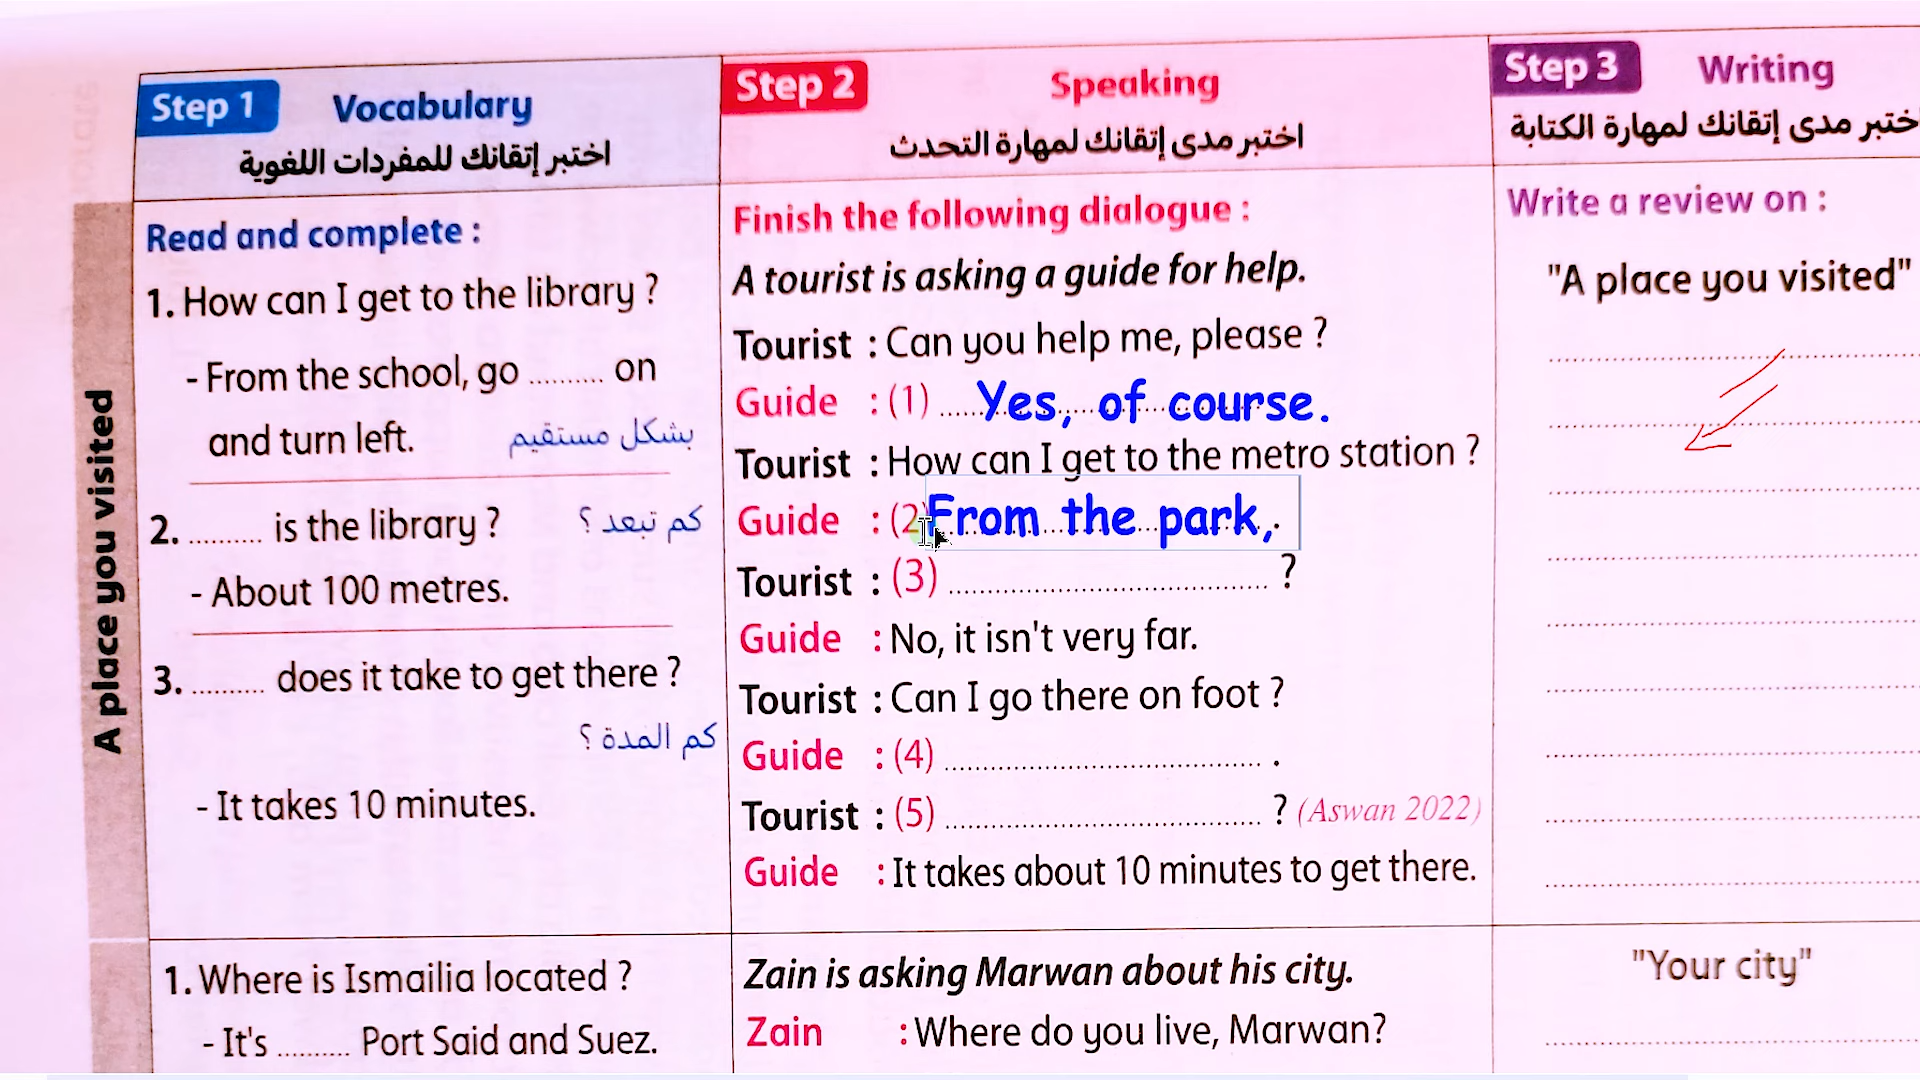 Step 1 Vocabulary
اختبر إتقانك للمفردات اللغوية
Step 2 Speaking
اختبر مدى إتقانك لمهارة التحدث
Step 3 Writing
ختبر مدى إتقانك لمهارة الكتابة
A place you visited
Read and complete :
1. How can I get to the library ?
- From the school, go .......... on
and turn left. بشكل مستقيم
2. .......... is the library ? كم تبعد ؟
- About 100 metres.
3. .......... does it take to get there ?
كم المدة ؟
- It takes 10 minutes.
Finish the following dialogue :
A tourist is asking a guide for help.
Tourist : Can you help me, please ?
Guide : (1) Yes, of course.
Tourist : How can I get to the metro station ?
Guide : (2) From the park, .
Tourist : (3) .......... ?
Guide : No, it isn't very far.
Tourist : Can I go there on foot ?
Guide : (4) .......... .
Tourist : (5) .......... ? (Aswan 2022)
Guide : It takes about 10 minutes to get there.
Write a review on :
"A place you visited"
1. Where is Ismailia located ?
- It's .......... Port Said and Suez.
Zain is asking Marwan about his city.
Zain : Where do you live, Marwan?
"Your city"